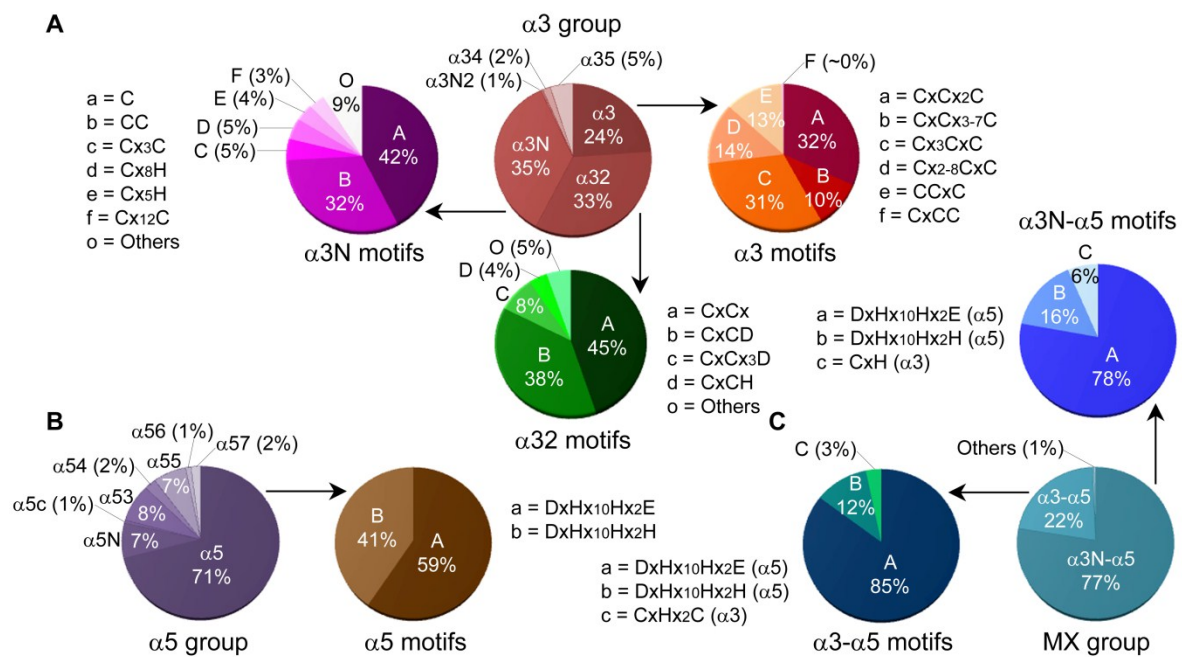 A
α3 group
α34 (2%)
α35 (5%)
α3N2 (1%)
α3
24%
α3N
35%
α32
33%
a = C
b = CC
c = Cx3C
d = Cx8H
e = Cx5H
f = Cx12C
o = Others
F (3%)
E (4%)
D (5%)
C (5%)
O
9%
A
42%
B
32%
α3N motifs
F (~0%)
E
13%
A
32%
D
14%
B
10%
C
31%
α3 motifs
a = CxCx2C
b = CxCx3-7C
c = Cx3CxC
d = Cx2-8CxC
e = CCxC
f = CxCC
O (5%)
D (4%)
C
8%
A
45%
B
38%
α32 motifs
a = CxCx
b = CxCD
c = CxCx3D
d = CxCH
o = Others
α3N-α5 motifs
C
6%
B
16%
A
78%
a = DxHx10Hx2E (α5)
b = DxHx10Hx2H (α5)
c = CxH (α3)
B
α56 (1%)
α57 (2%)
α54 (2%)
α55
7%
α5c (1%)
α53
8%
α5N
7%
α5
71%
α5 group
B
41%
A
59%
α5 motifs
a = DxHx10Hx2E
b = DxHx10Hx2H
C
C (3%)
B
12%
A
85%
α3-α5 motifs
a = DxHx10Hx2E (α5)
b = DxHx10Hx2H (α5)
c = CxHx2C (α3)
Others (1%)
α3-α5
22%
α3N-α5
77%
MX group